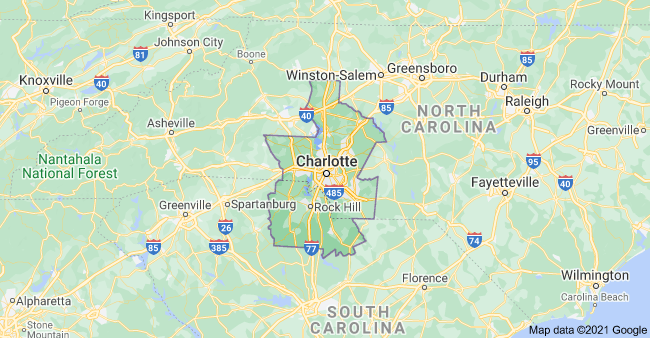 Kingsport
Johnson City
81
Boone
Winston-Salem
Greensboro
85
Knoxville
40
Pigeon Forge
Durham
Rocky Mount
Raleigh
40
85
NORTH
CAROLINA
Asheville
Greenville
Nantahala
National Forest
Charlotte
95
Fayetteville
40
485
Spartanburg
Rock Hill
Greenville
26
85
385
77
74
Florence
Wilmington
Carolina Beach
Alpharetta
Stone
Mountain
SOUTH
CAROLINA
Map data ©2021 Google